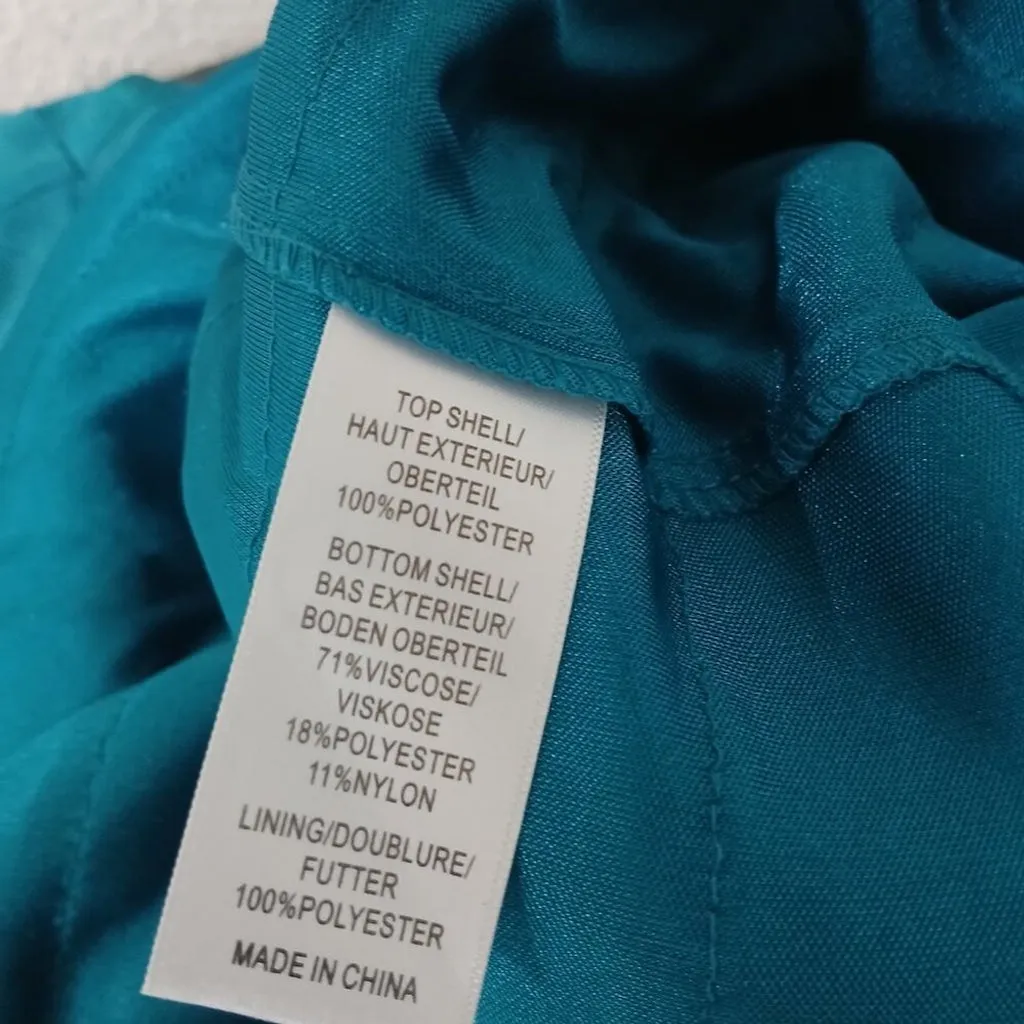 TOP SHELL/
HAUT EXTERIEUR/
OBERTEIL
100%POLYESTER
BOTTOM SHELL/
BAS EXTERIEUR/
BODEN OBERTEIL
71%VISCOSE/
VISKOSE
18%POLYESTER
11%NYLON
LINING/DOUBLURE/
FUTTER
100%POLYESTER
MADE IN CHINA